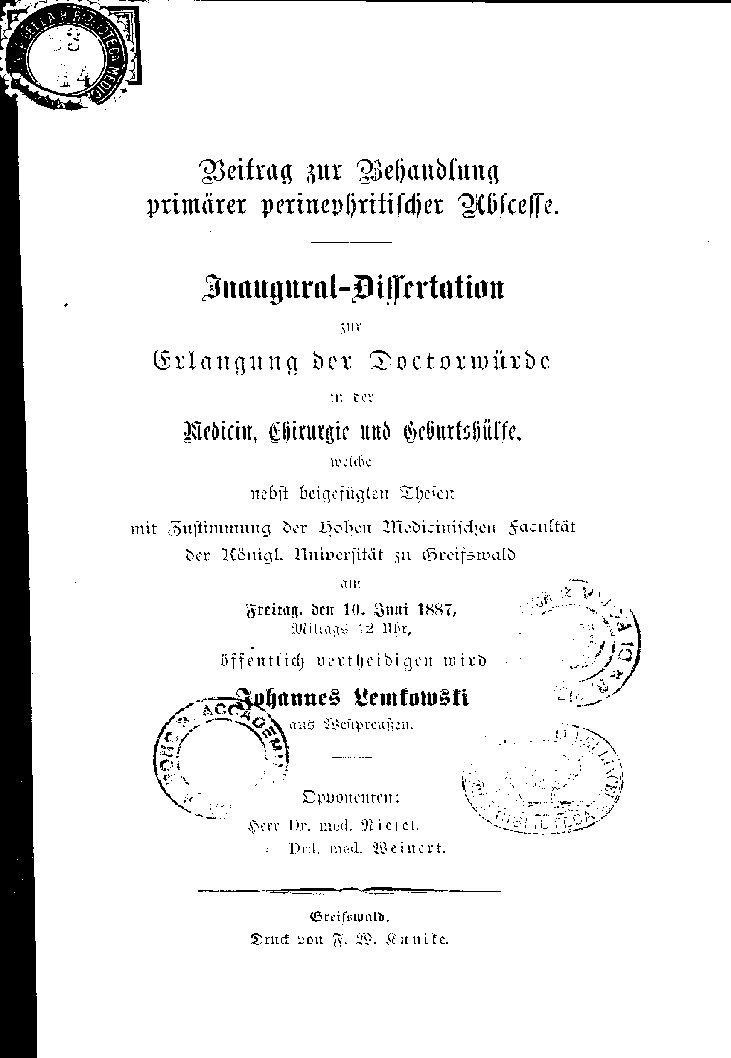 Beitrag zur Behandlung
primärer perinephritischer Abscesse.
Inaugural-Dissertation
zur
Erlangung der Doctorwürde
in der
Medicin, Chirurgie und Geburtshülfe,
welche
nebst beigefügten Thesen
mit Zustimmung der Hohen Medicinischen Facultät
der Königl. Universität zu Greifswald
am
Freitag, den 10. Juni 1887,
Mittags 12 Uhr,
öffentlich vertheidigen wird
Johannes Lemkowski
aus Westpreußen.
Opponenten:
Herr Dr. med. Riesel.
Drd. med. Weinert.
Greifswald.
Druck von F. W. Kunike.